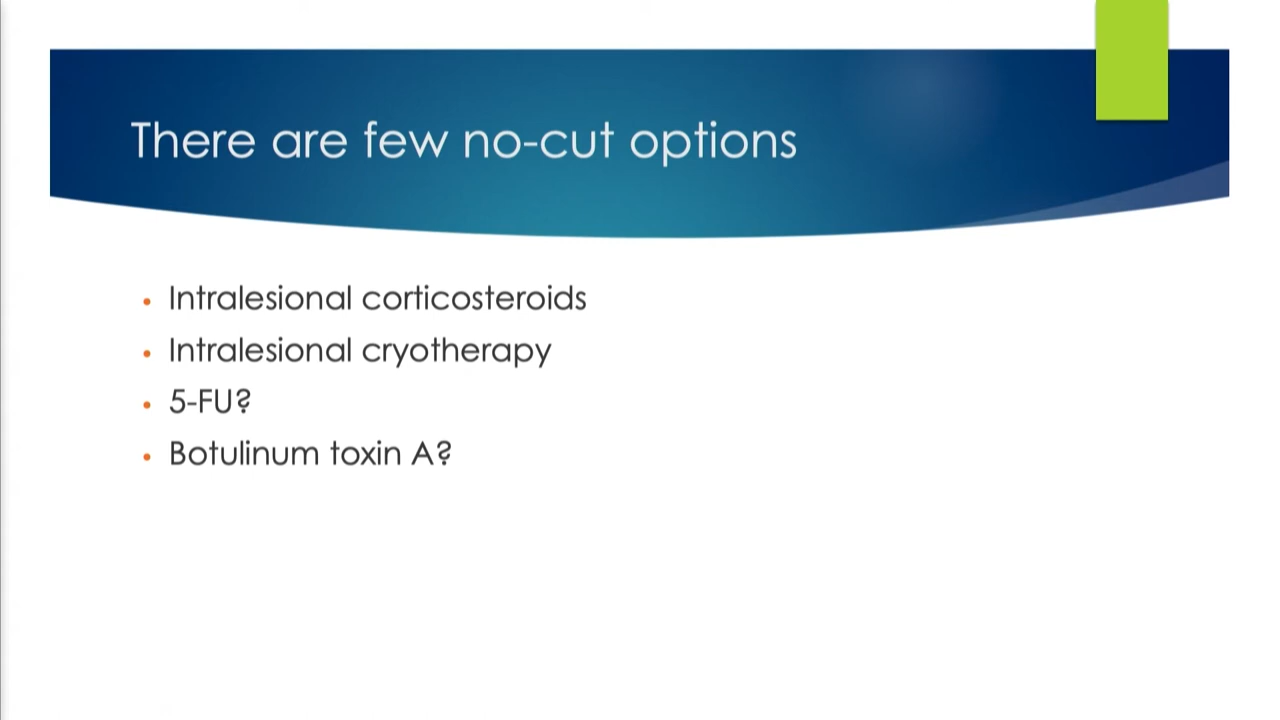 There are few no-cut options
• Intralesional corticosteroids
• Intralesional cryotherapy
• 5-FU?
• Botulinum toxin A?